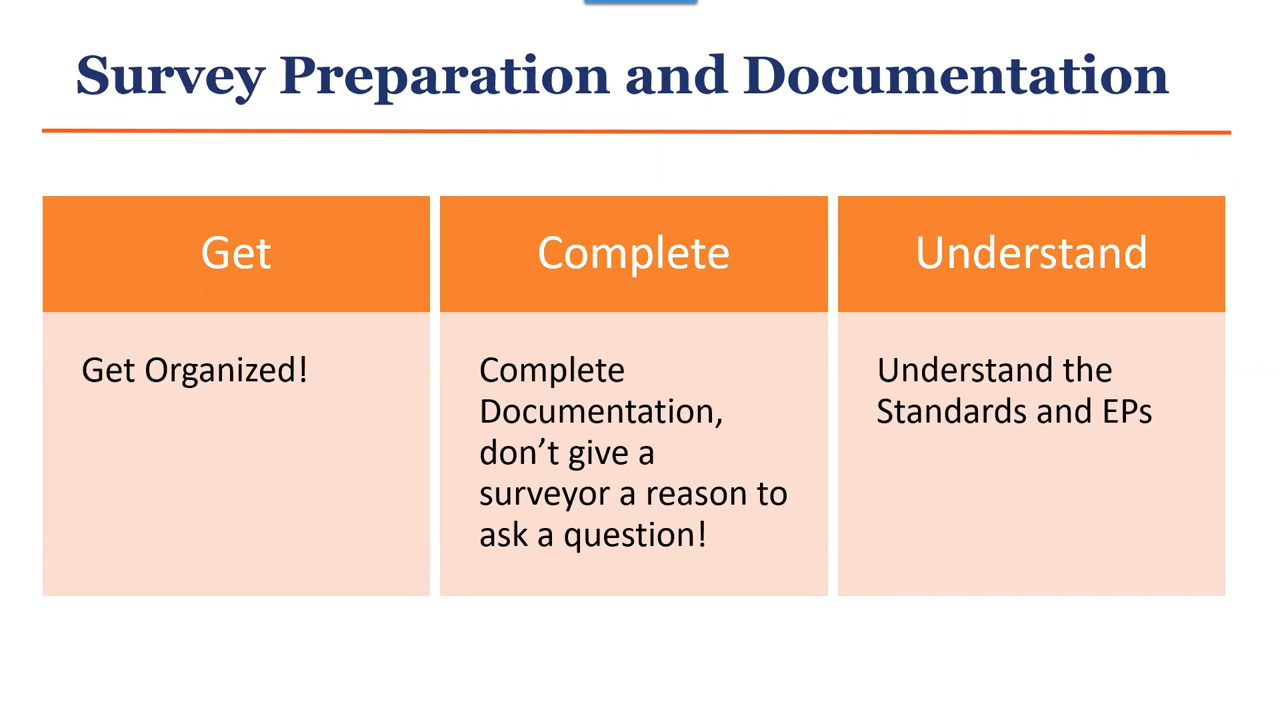 Survey Preparation and Documentation
Get
Get Organized!
Complete
Complete
Documentation,
don’t give a
surveyor a reason to
ask a question!
Understand
Understand the
Standards and EPs